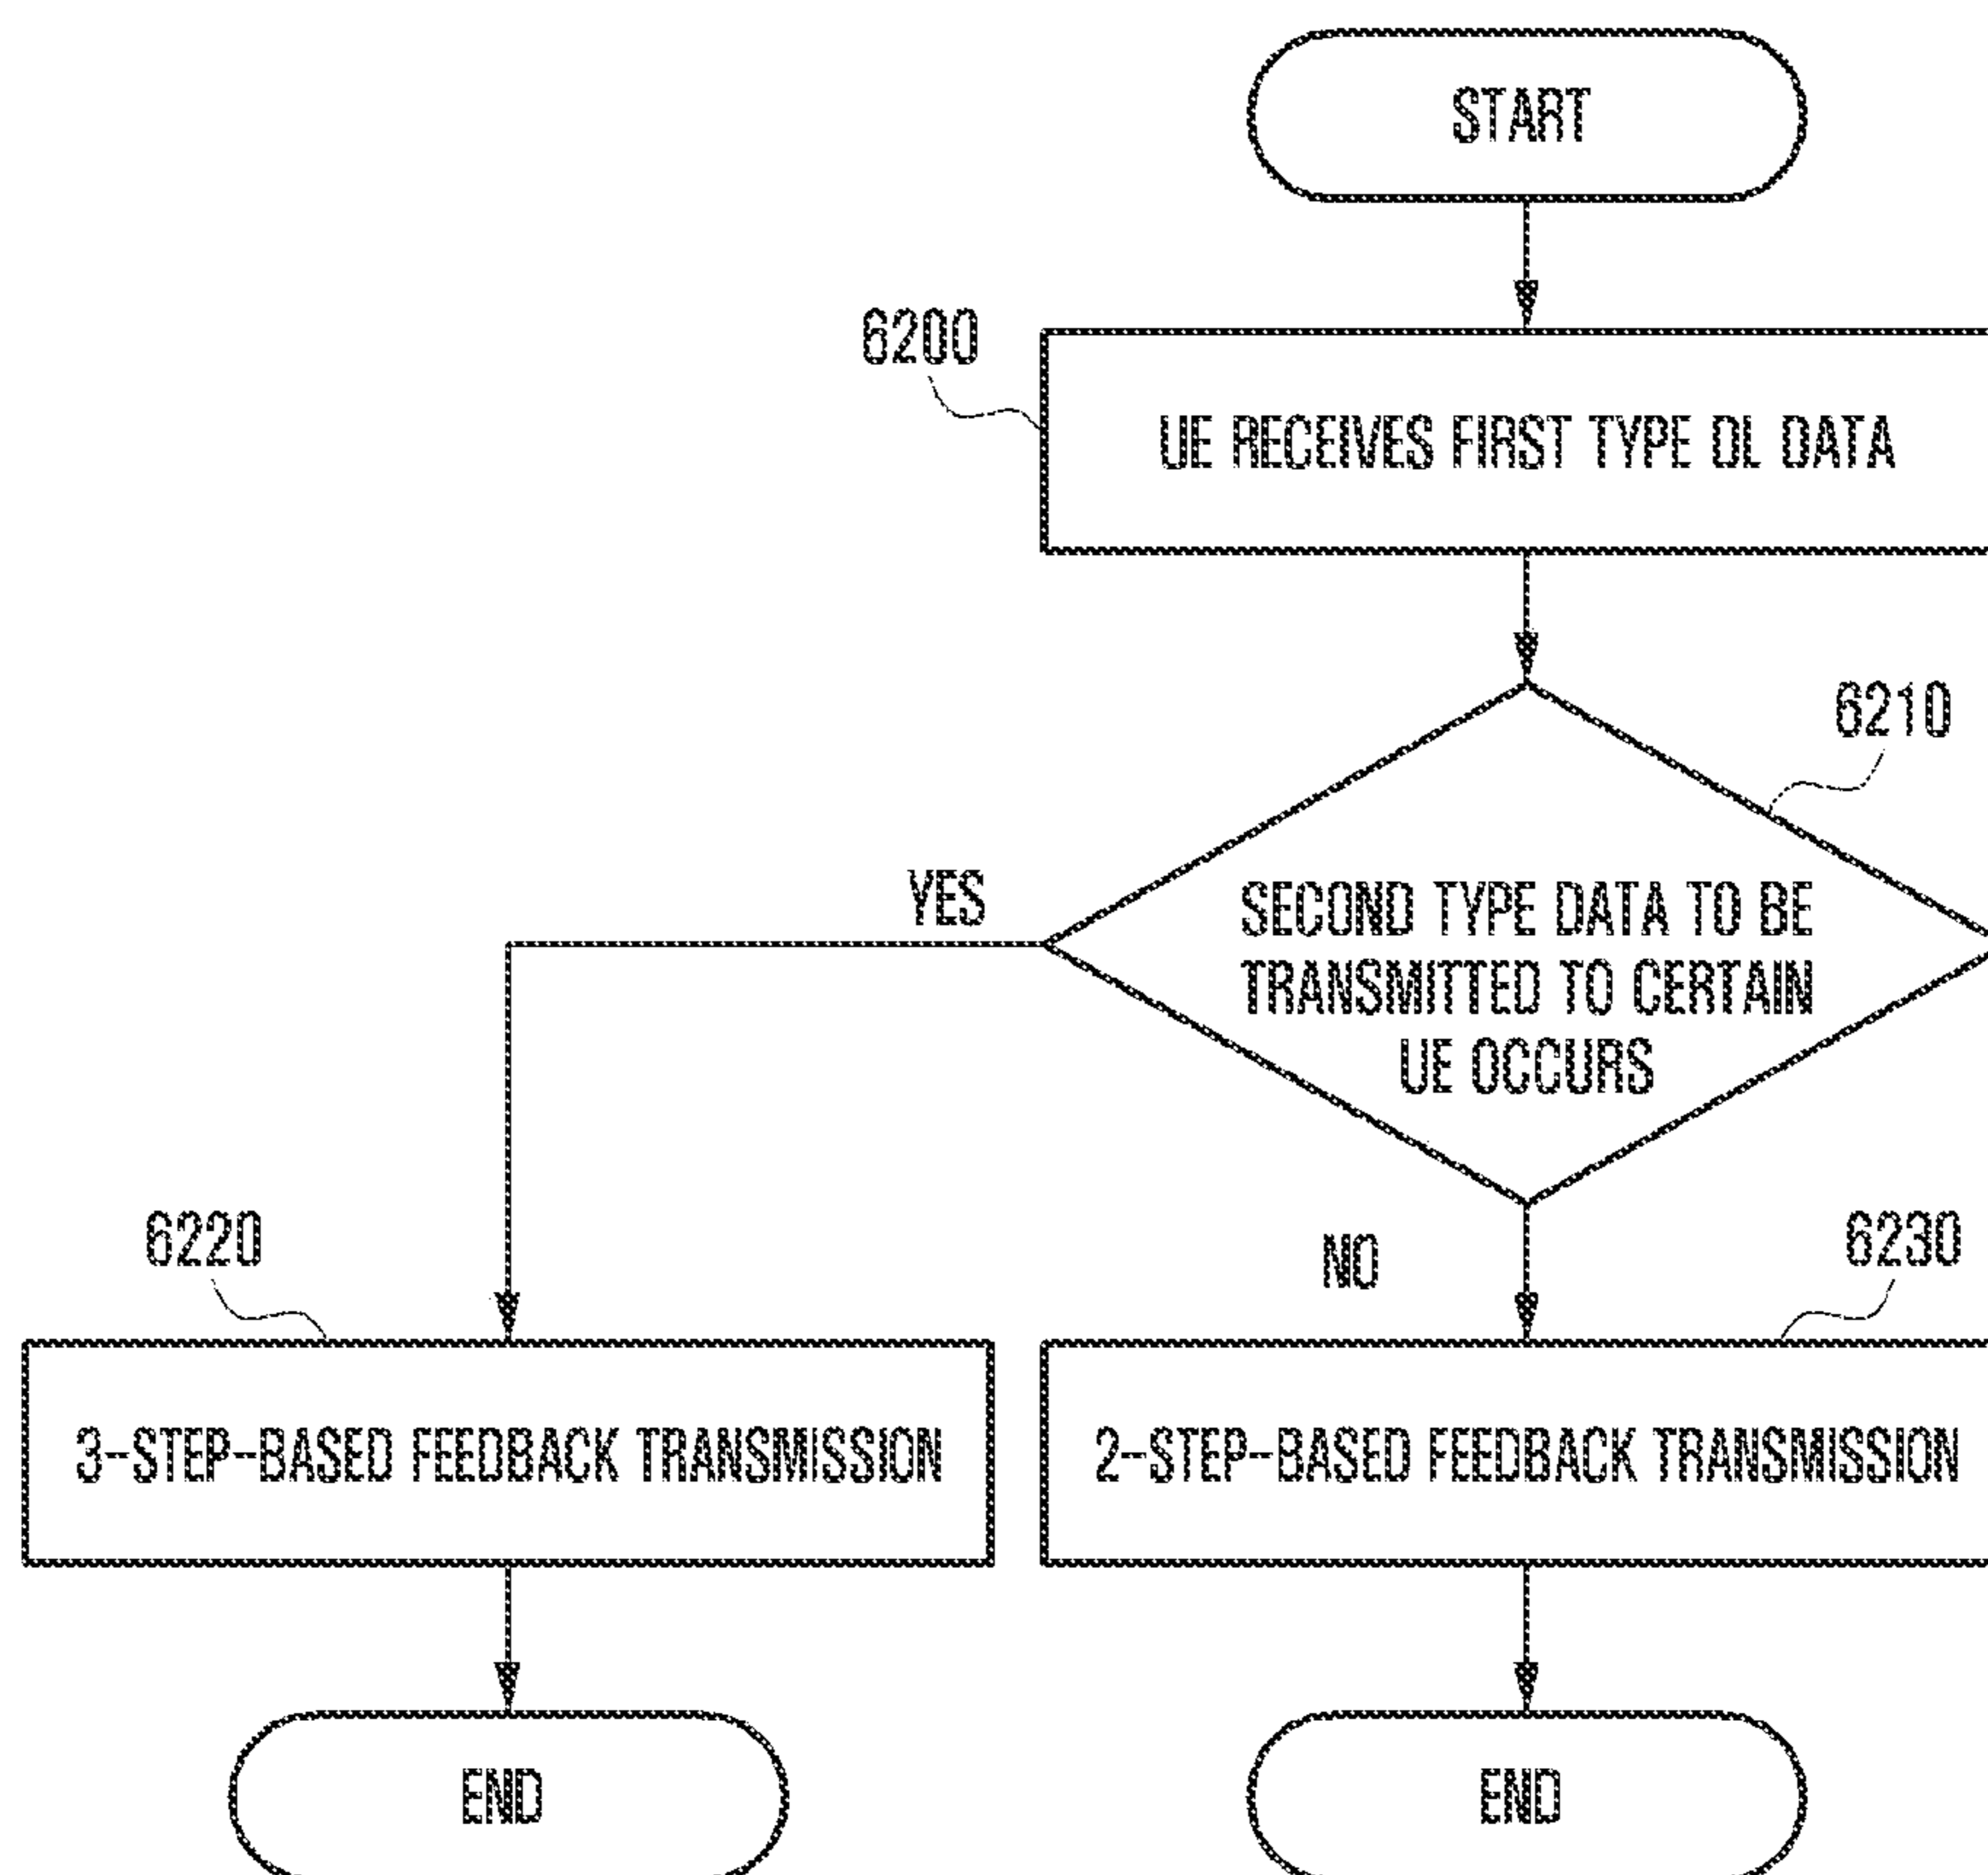 START
6200
UE RECEIVES FIRST TYPE DL DATA
6210
YES
SECOND TYPE DATA TO BE
TRANSMITTED TO CERTAIN
UE OCCURS
6220
NO
6230
3-STEP-BASED FEEDBACK TRANSMISSION
2-STEP-BASED FEEDBACK TRANSMISSION
END
END